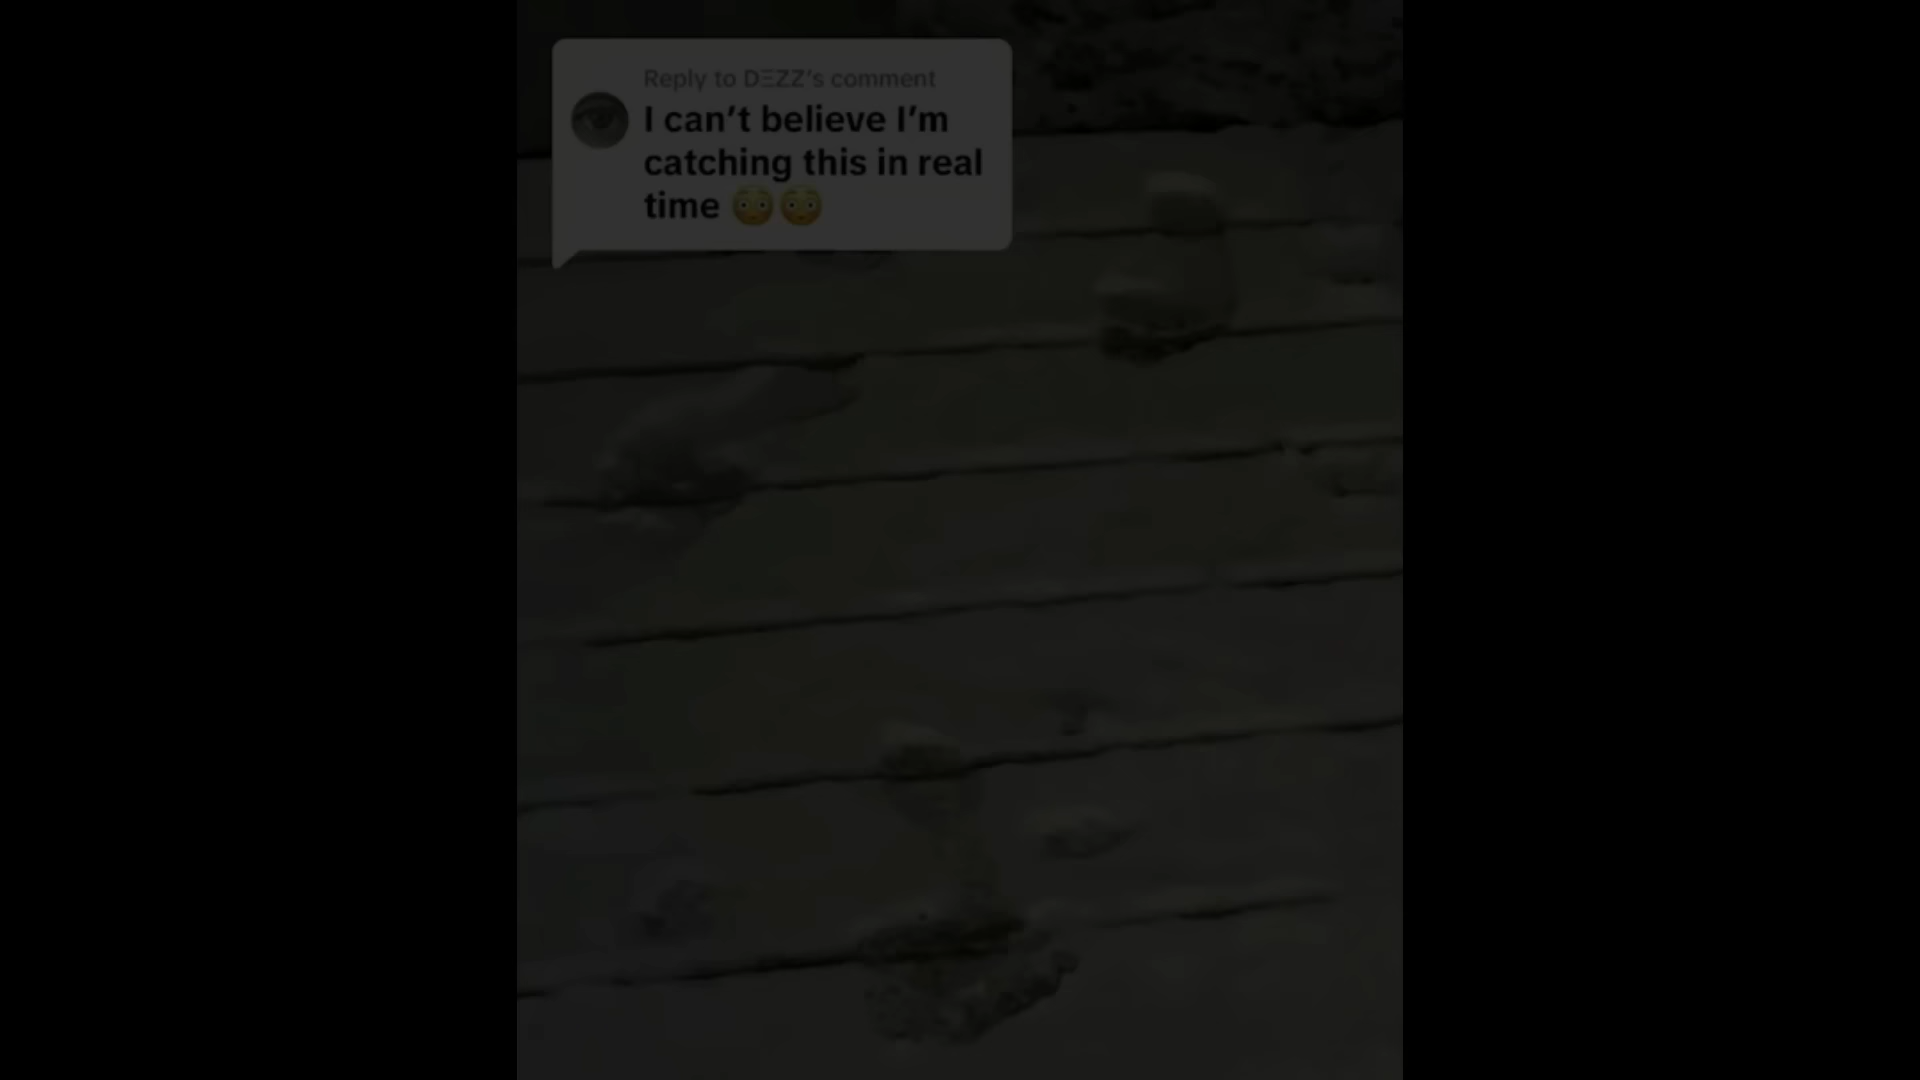 Reply to DΞZZ's comment
I can't believe I'm
catching this in real
time 😳😳